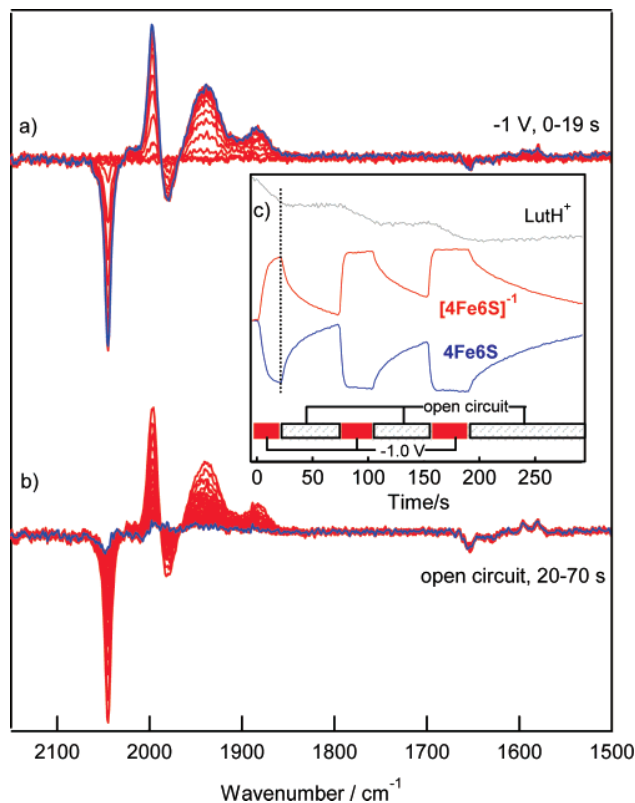 a)
-1 V, 0-19 s
c)
LutH+
[4Fe6S]-1
4Fe6S
open circuit
-1.0 V
0 50 100 150 200 250
Time/s
b)
open circuit, 20-70 s
2100 2000 1900 1800 1700 1600 1500
Wavenumber / cm-1